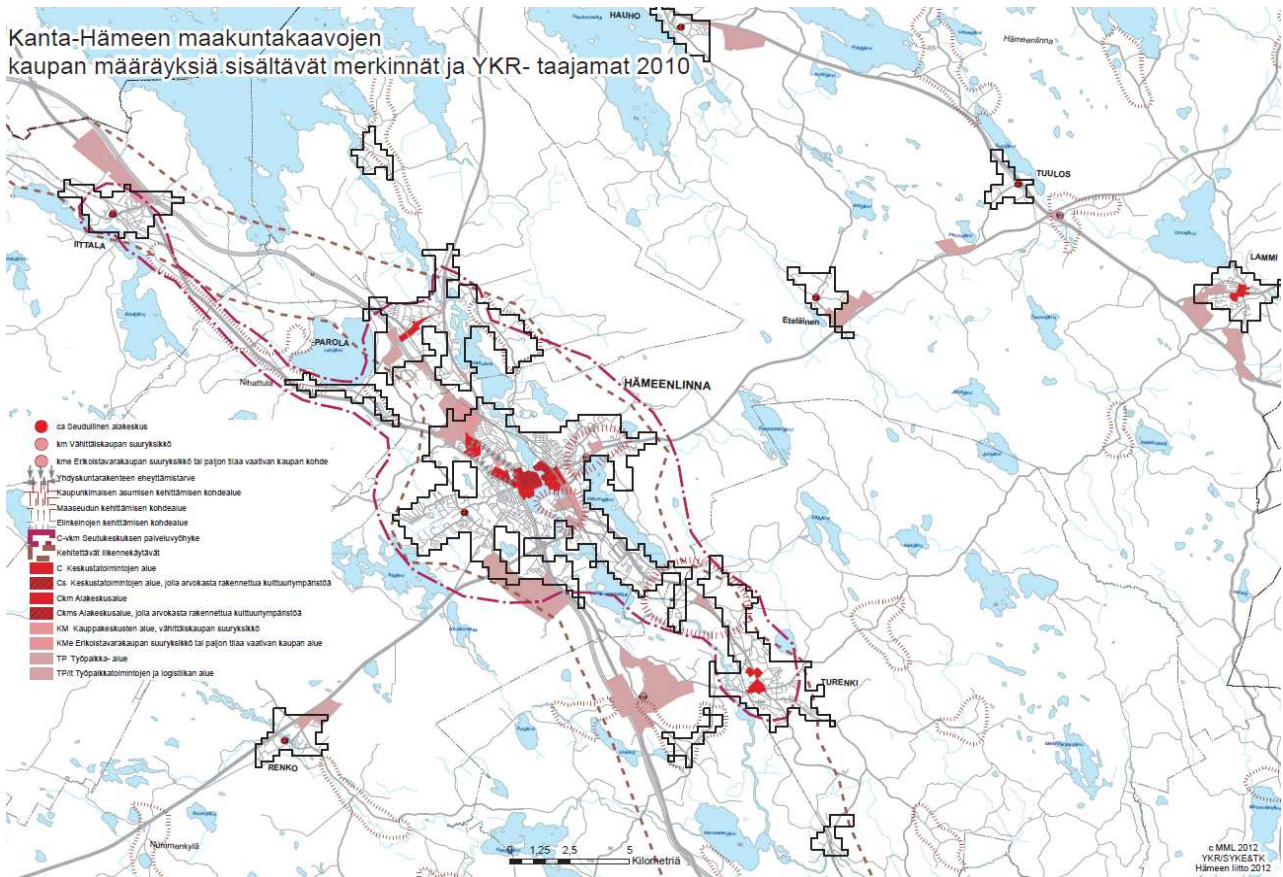 Kanta-Hämeen maakuntakaavojen
kaupan määräyksiä sisältävät merkinnät ja YKR- taajamat 2010
HAUHO
Hämeenlinna
TUULOS
LAMMI
IITTALA
Eteläinen
PAROLA
Nihattula
HÄMEENLINNA
ca Seudullinen alakeskus
km Vähittäiskaupan suuryksikkö
kme Erikoistavarakaupan suuryksikkö tai paljon tilaa vaativan kaupan kohde
Yhdyskuntarakenteen eheyttämistarve
Kaupunkimaisen asumisen kehittämisen kohdealue
Maaseudun kehittämisen kohdealue
Elinkeinojen kehittämisen kohdealue
C-vkm Seutukeskuksen palveluvyöhyke
Kehitettävät liikennekäytävät
C Keskustatoimintojen alue
Cs Keskustatoimintojen alue, jolla arvokasta rakennettua kulttuuriympäristöä
Ckm Alakeskusalue
Ckms Alakeskusalue, jolla arvokasta rakennettua kulttuuriympäristöä
KM Kauppakeskusten alue, vähittäiskaupan suuryksikkö
KMe Erikoistavarakaupan suuryksikkö tai paljon tilaa vaativan kaupan alue
TP Työpaikka- alue
TP/t Työpaikkatoimintojen ja logistiikan alue
TURENKI
RENKO
Nummenkylä
0 1,25 2,5 5
Kilometriä
c MML 2012
YKR/SYKE&TK
Hämeen liitto 2012